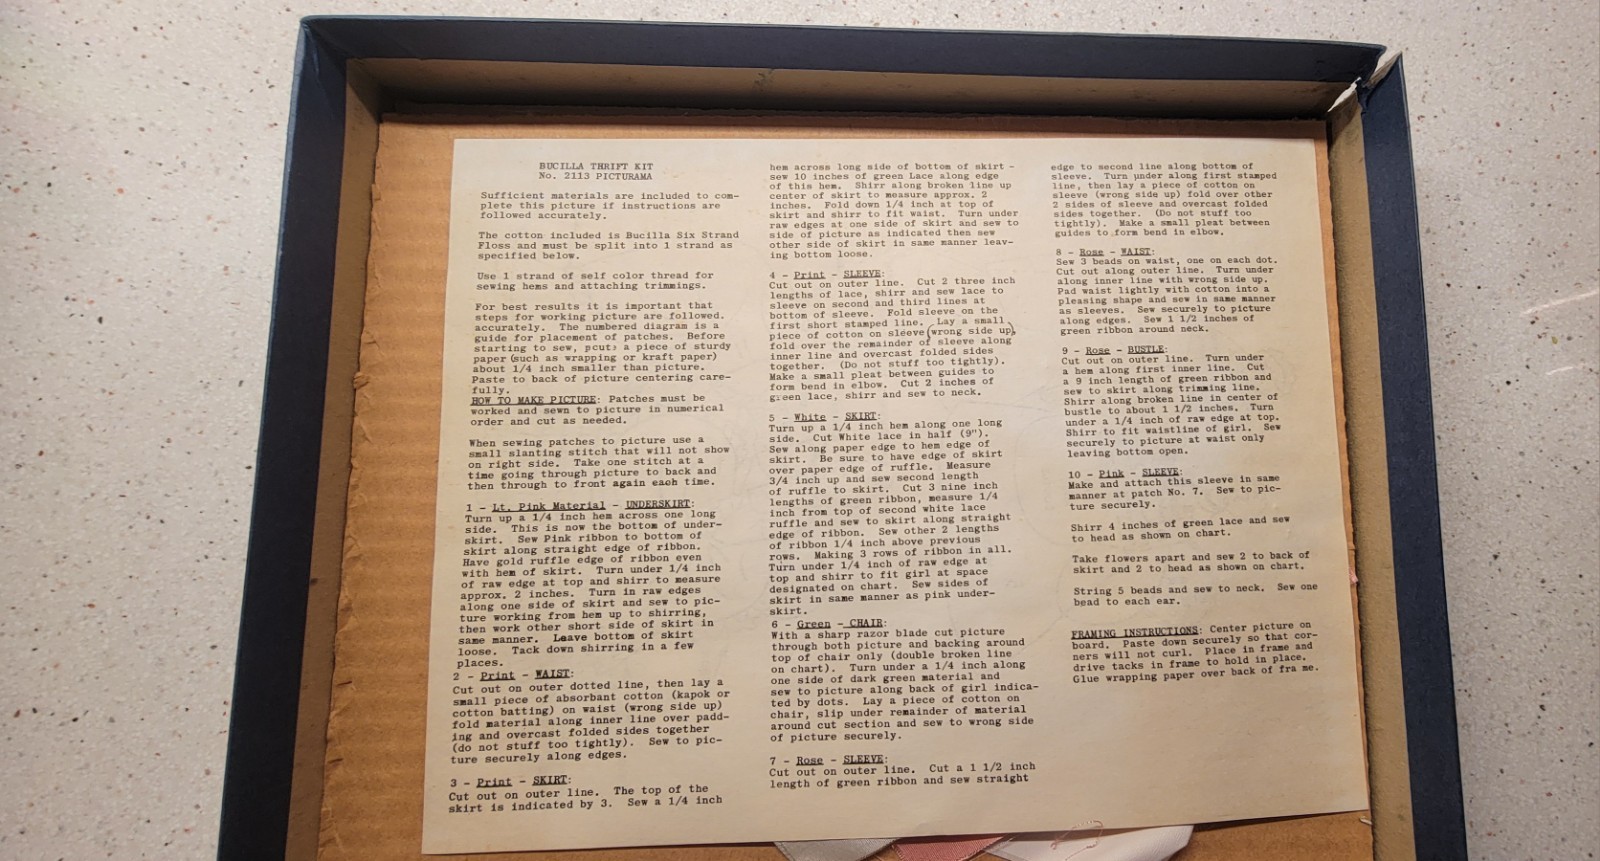 BUCILLA THRIFT KIT
No. 2113 PICTURAMA
Sufficient materials are included to com-
plete this picture if instructions are
followed accurately.
The cotton included is Bucilla Six Strand
Floss and must be split into 1 strand as
specified below.
Use 1 strand of self color thread for
sewing hems and attaching trimmings.
For best results it is important that
steps for working picture are followed.
accurately. The numbered diagram is a
guide for placement of patches. Before
starting to sew, pcut a piece of sturdy
paper (such as wrapping or kraft paper)
about 1/4 inch smaller than picture.
Paste to back of picture centering care-
fully.
HOW TO MAKE PICTURE: Patches must be
worked and sewn to picture in numerical
order and cut as needed.
When sewing patches to picture use a
small slanting stitch that will not show
on right side. Take one stitch at a
time going through picture to back and
then through to front again each time.
1 - Lt. Pink Material - UNDERSKIRT:
Turn up a 1/4 inch hem across one long
side. This is now the bottom of under-
skirt. Sew Pink ribbon to bottom of
skirt along straight edge of ribbon.
Have gold ruffle edge of ribbon even
with hem of skirt. Turn under 1/4 inch
of raw edge at top and shirr to measure
approx. 2 inches. Turn in raw edges
along one side of skirt and sew to pic-
ture working from hem up to shirring,
then work other short side of skirt in
same manner. Leave bottom of skirt
loose. Tack down shirring in a few
places.
2 - Print - WAIST:
Cut out on outer dotted line, then lay a
small piece of absorbant cotton (kapok or
cotton batting) on waist (wrong side up)
fold material along inner line over padd-
ing and overcast folded sides together
(do not stuff too tightly). Sew to pic-
ture securely along edges.
3 - Print - SKIRT:
Cut out on outer line. The top of the
skirt is indicated by 3. Sew a 1/4 inch
hem across long side of bottom of skirt -
sew 10 inches of green Lace along edge
of this hem. Shirr along broken line up
center of skirt to measure approx. 2
inches. Fold down 1/4 inch at top of
skirt and shirr to fit waist. Turn under
raw edges at one side of skirt and sew to
side of picture as indicated then sew
other side of skirt in same manner leav-
ing bottom loose.
4 - Print - SLEEVE:
Cut out on outer line. Cut 2 three inch
lengths of lace, shirr and sew lace to
sleeve on second and third lines at
bottom of sleeve. Fold sleeve on the
first short stamped line. Lay a small
piece of cotton on sleeve (wrong side up),
fold over the remainder of sleeve along
inner line and overcast folded sides
together. (Do not stuff too tightly).
Make a small pleat between guides to
form bend in elbow. Cut 2 inches of
green lace, shirr and sew to neck.
5 - White - SKIRT:
Turn up a 1/4 inch hem along one long
side. Cut White lace in half (9").
Sew along paper edge to hem edge of
skirt. Be sure to have edge of skirt
over paper edge of ruffle. Measure
3/4 inch up and sew second length
of ruffle to skirt. Cut 3 nine inch
lengths of green ribbon, measure 1/4
inch from top of second white lace
ruffle and sew to skirt along straight
edge of ribbon. Sew other 2 lengths
of ribbon 1/4 inch above previous
rows. Making 3 rows of ribbon in all.
Turn under 1/4 inch of raw edge at
top and shirr to fit girl at space
designated on chart. Sew sides of
skirt in same manner as pink under-
skirt.
6 - Green - CHAIR:
With a sharp razor blade cut picture
through both picture and backing around
top of chair only (double broken line
on chart). Turn under a 1/4 inch along
one side of dark green material and
sew to picture along back of girl indica-
ted by dots. Lay a piece of cotton on
chair, slip under remainder of material
around cut section and sew to wrong side
of picture securely.
7 - Rose - SLEEVE:
Cut out on outer line. Cut a 1 1/2 inch
length of green ribbon and sew straight
edge to second line along bottom of
sleeve. Turn under along first stamped
line, then lay a piece of cotton on
sleeve (wrong side up) fold over other
2 sides of sleeve and overcast folded
sides together. (Do not stuff too
tightly). Make a small pleat between
guides to form bend in elbow.
8 - Rose - WAIST:
Sew 3 beads on waist, one on each dot.
Cut out along outer line. Turn under
along inner line with wrong side up.
Pad waist lightly with cotton into a
pleasing shape and sew in same manner
as sleeves. Sew securely to picture
along edges. Sew 1 1/2 inches of
green ribbon around neck.
9 - Rose - BUSTLE:
Cut out on outer line. Turn under
a hem along first inner line. Cut
a 9 inch length of green ribbon and
sew to skirt along trimming line.
Shirr along broken line in center of
bustle to about 1 1/2 inches. Turn
under a 1/4 inch of raw edge at top.
Shirr to fit waistline of girl. Sew
securely to picture at waist only
leaving bottom open.
10 - Pink - SLEEVE:
Make and attach this sleeve in same
manner at patch No. 7. Sew to pic-
ture securely.
Shirr 4 inches of green lace and sew
to head as shown on chart.
Take flowers apart and sew 2 to back of
skirt and 2 to head as shown on chart.
String 5 beads and sew to neck. Sew one
bead to each ear.
FRAMING INSTRUCTIONS: Center picture on
board. Paste down securely so that cor-
ners will not curl. Place in frame and
drive tacks in frame to hold in place.
Glue wrapping paper over back of fra me.